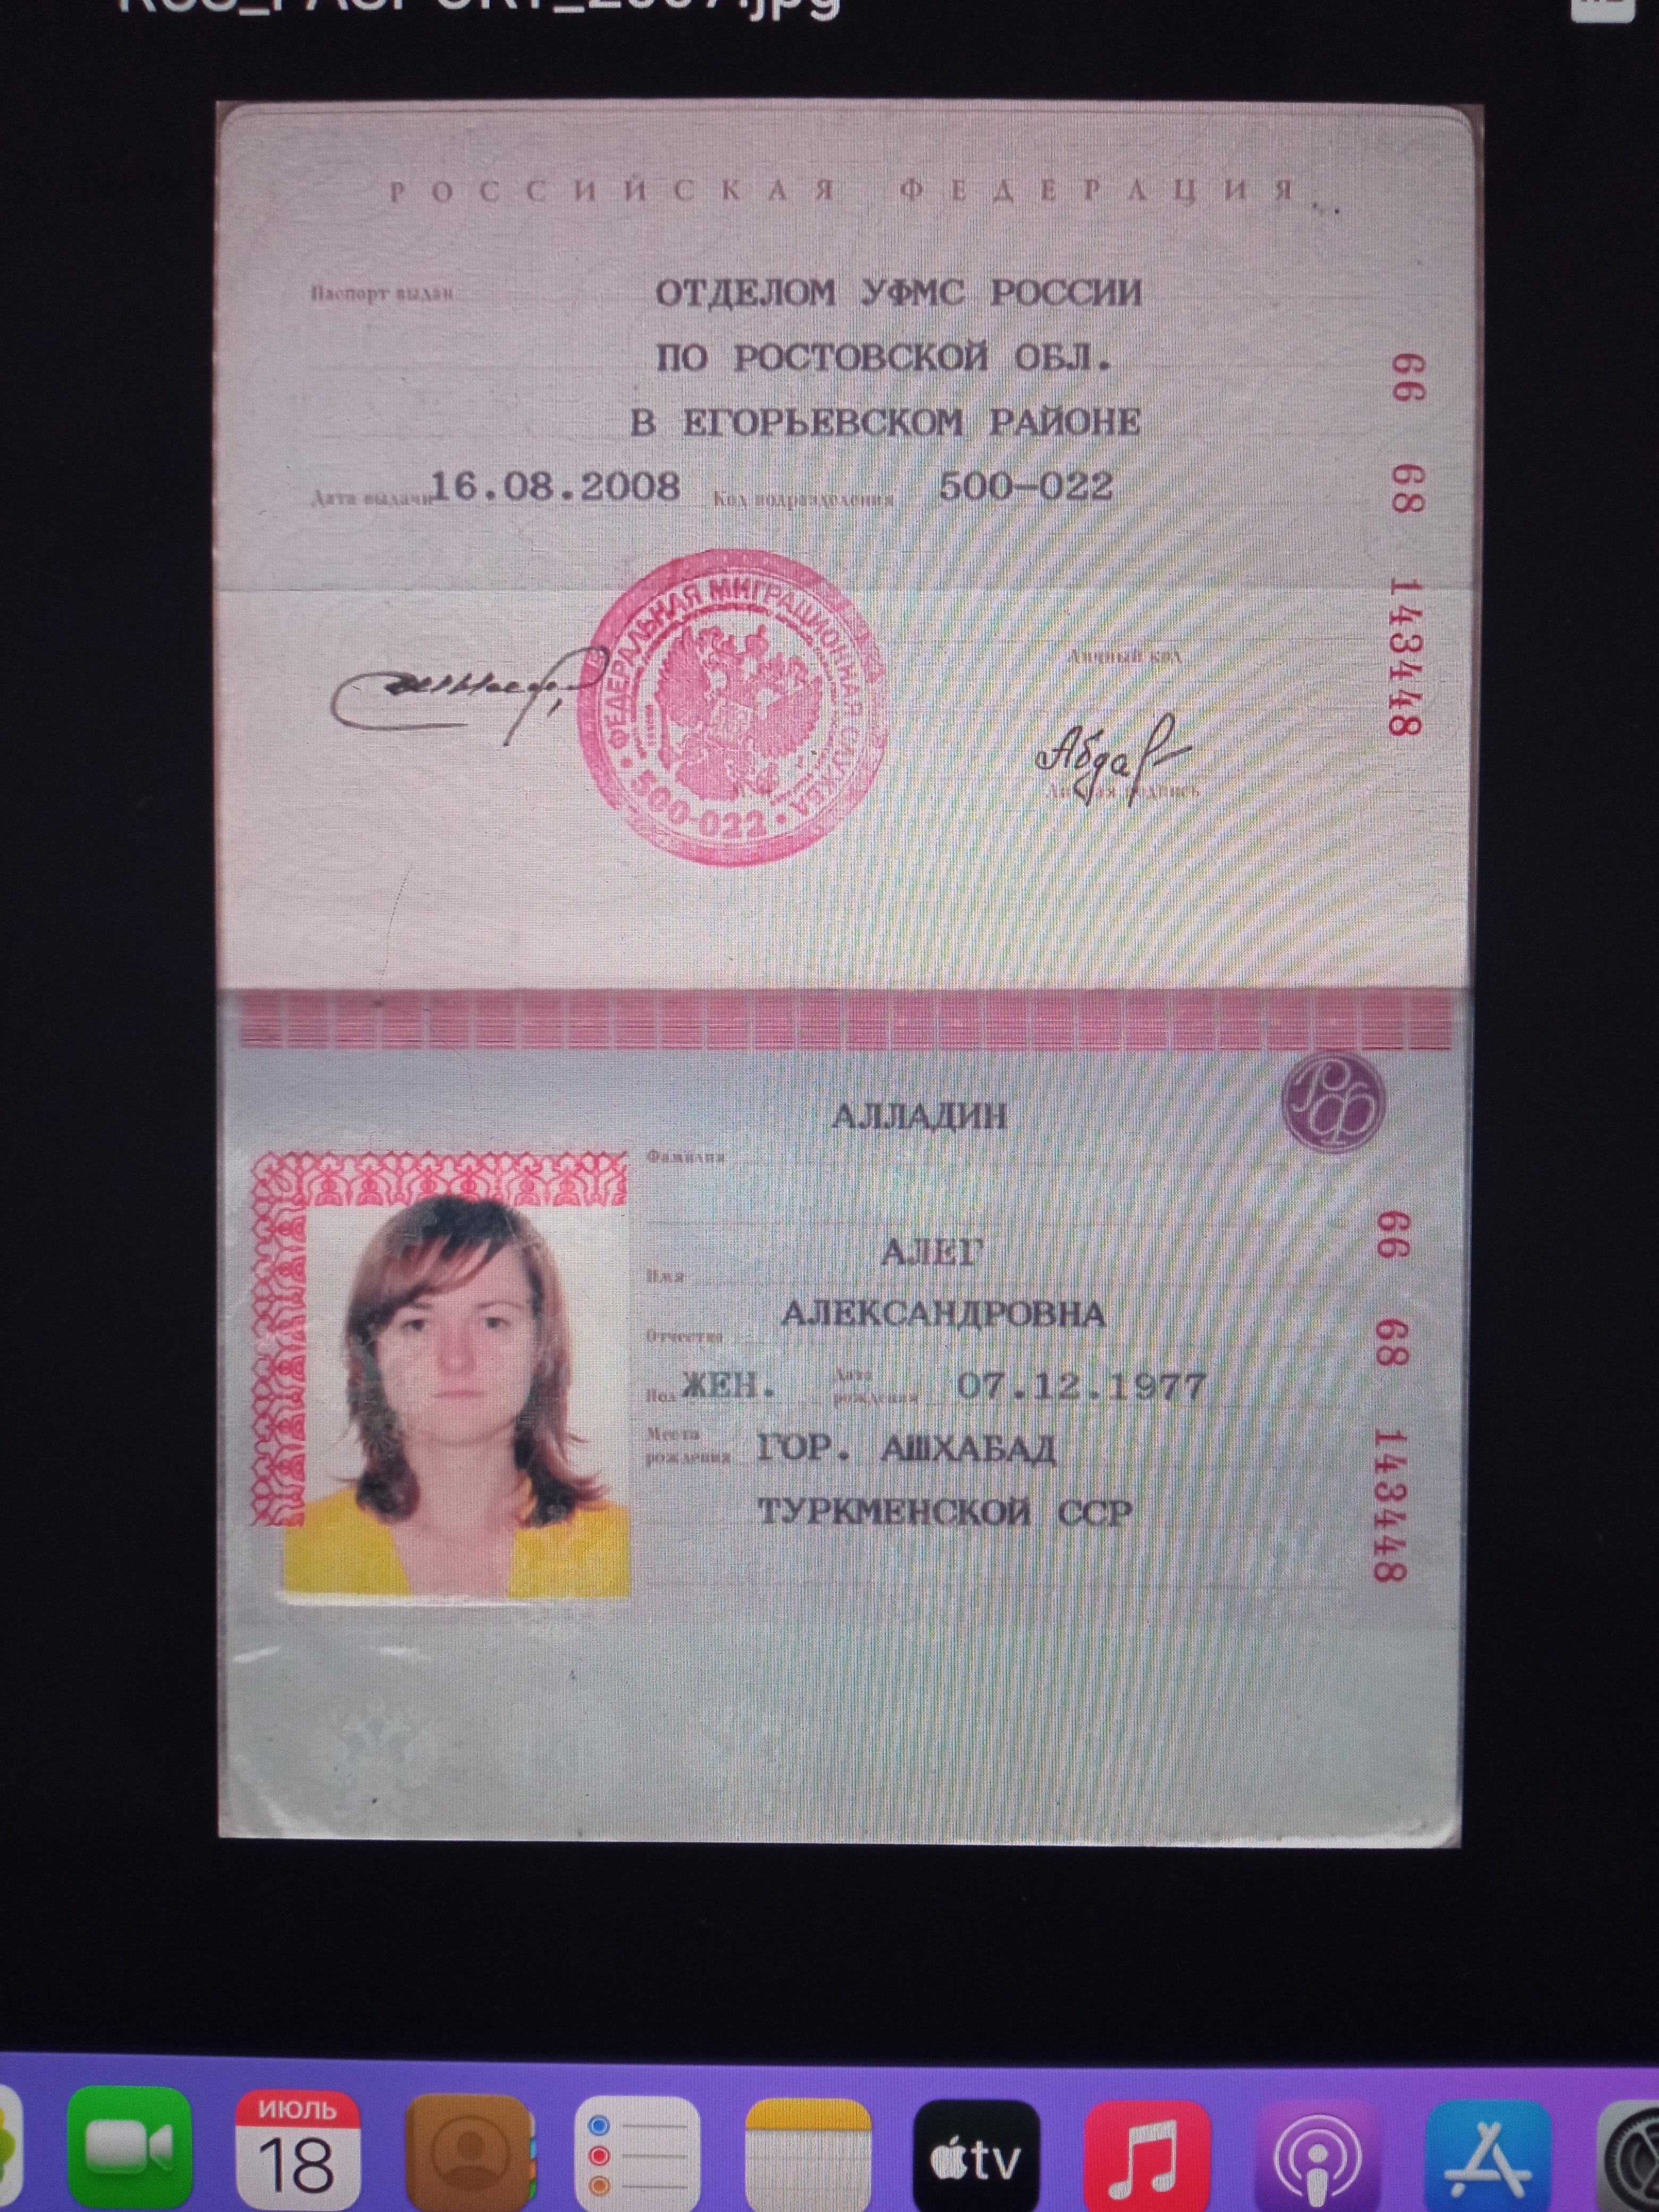 РОССИЙСКАЯ ФЕДЕРАЦИЯ
Паспорт выдан
ОТДЕЛОМ УФМС РОССИИ
ПО РОСТОВСКОЙ ОБЛ.
В ЕГОРЬЕВСКОМ РАЙОНЕ
Дата выдачи 16.08.2008 Код подразделения 500-022
66 68 143448
ФЕДЕРАЛЬНАЯ МИГРАЦИОННАЯ СЛУЖБА
500-022
Личный код
Абдар
Личная подпись
РФ
АЛЛАДИН
Фамилия
АЛЕГ
Имя
АЛЕКСАНДРОВНА
Отчество
Пол ЖЕН. Дата рождения 07.12.1977
Место рождения ГОР. АШХАБАД
ТУРКМЕНСКОЙ ССР
66 68 143448
ИЮЛЬ
18
tv